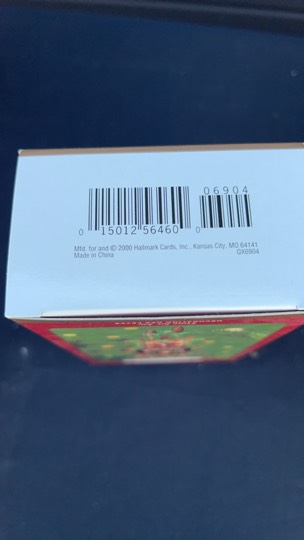 06904
0 15012 56460 0
Mfd. for and © 2000 Hallmark Cards, Inc., Kansas City, MO 64141
Made in China QX6904